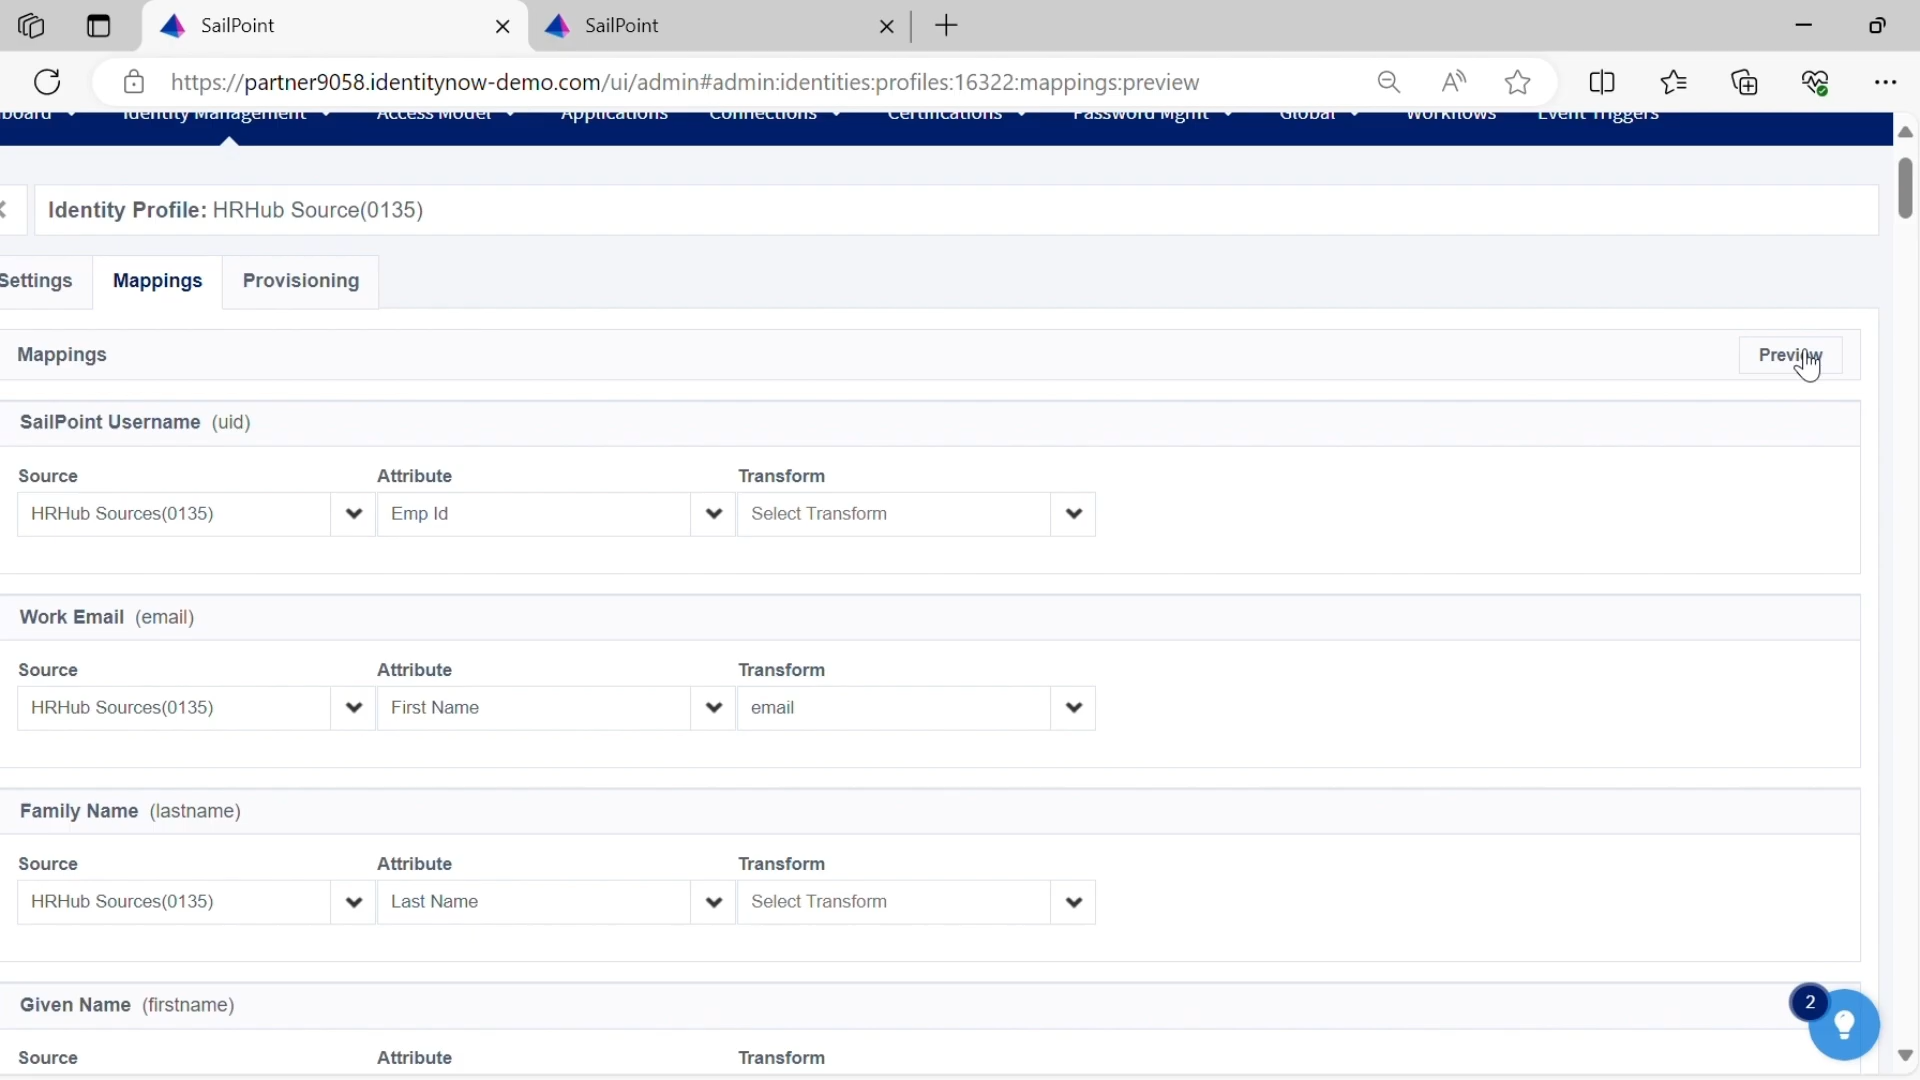 SailPoint
SailPoint
https://partner9058.identitynow-demo.com/ui/admin#admin:identities:profiles:16322:mappings:preview
board Identity Management Access Model Applications Connections Certifications Password Mgmt Global Workflows Event Triggers
Identity Profile: HRHub Source(0135)
Settings Mappings Provisioning
Mappings Preview
SailPoint Username (uid)
Source Attribute Transform
HRHub Sources(0135) Emp Id Select Transform
Work Email (email)
Source Attribute Transform
HRHub Sources(0135) First Name email
Family Name (lastname)
Source Attribute Transform
HRHub Sources(0135) Last Name Select Transform
Given Name (firstname)
2
Source Attribute Transform